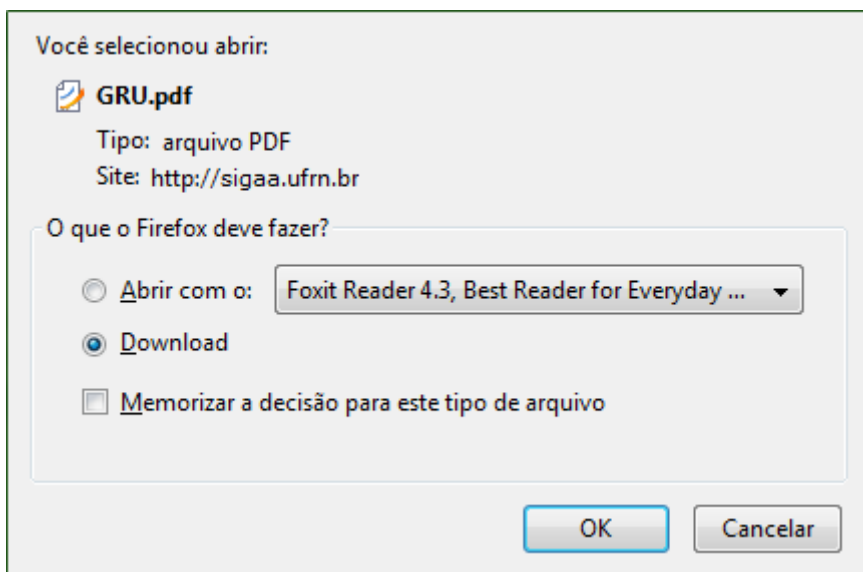 Você selecionou abrir:
GRU.pdf
Tipo: arquivo PDF
Site: http://sigaa.ufrn.br
O que o Firefox deve fazer?
Abrir com o: Foxit Reader 4.3, Best Reader for Everyday ...
Download
Memorizar a decisão para este tipo de arquivo
OK Cancelar